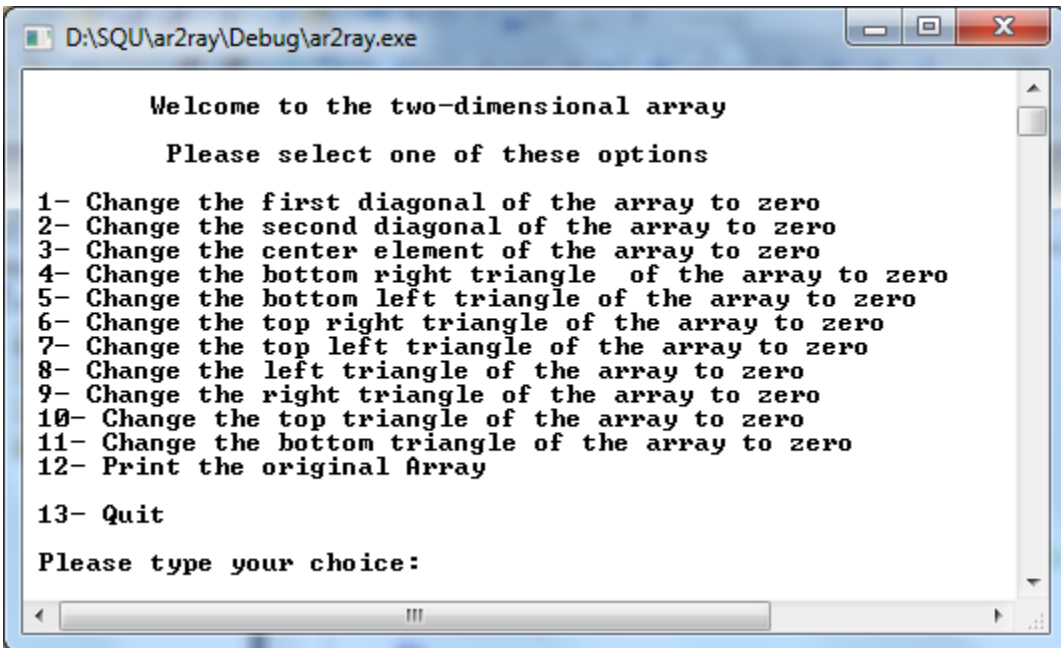 D:\SQU\ar2ray\Debug\ar2ray.exe
Welcome to the two-dimensional array
Please select one of these options
1- Change the first diagonal of the array to zero
2- Change the second diagonal of the array to zero
3- Change the center element of the array to zero
4- Change the bottom right triangle  of the array to zero
5- Change the bottom left triangle of the array to zero
6- Change the top right triangle of the array to zero
7- Change the top left triangle of the array to zero
8- Change the left triangle of the array to zero
9- Change the right triangle of the array to zero
10- Change the top triangle of the array to zero
11- Change the bottom triangle of the array to zero
12- Print the original Array
13- Quit
Please type your choice: